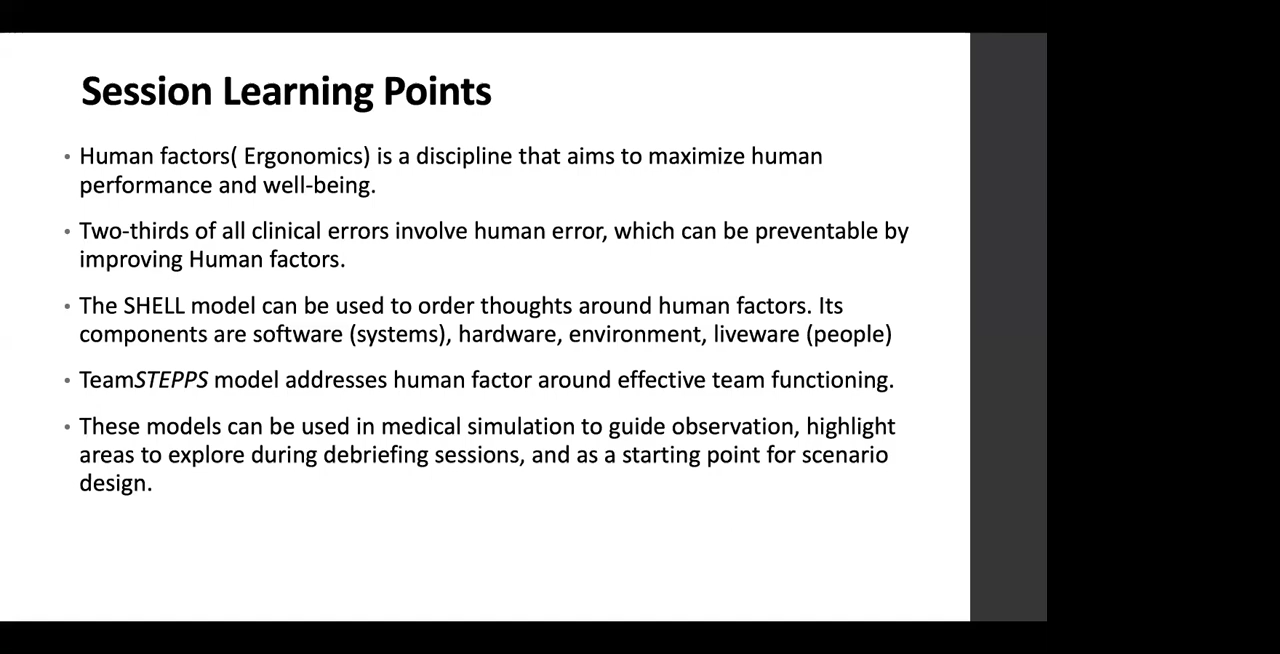 Session Learning Points
• Human factors( Ergonomics) is a discipline that aims to maximize human
performance and well-being.
• Two-thirds of all clinical errors involve human error, which can be preventable by
improving Human factors.
• The SHELL model can be used to order thoughts around human factors. Its
components are software (systems), hardware, environment, liveware (people)
• TeamSTEPPS model addresses human factor around effective team functioning.
• These models can be used in medical simulation to guide observation, highlight
areas to explore during debriefing sessions, and as a starting point for scenario
design.